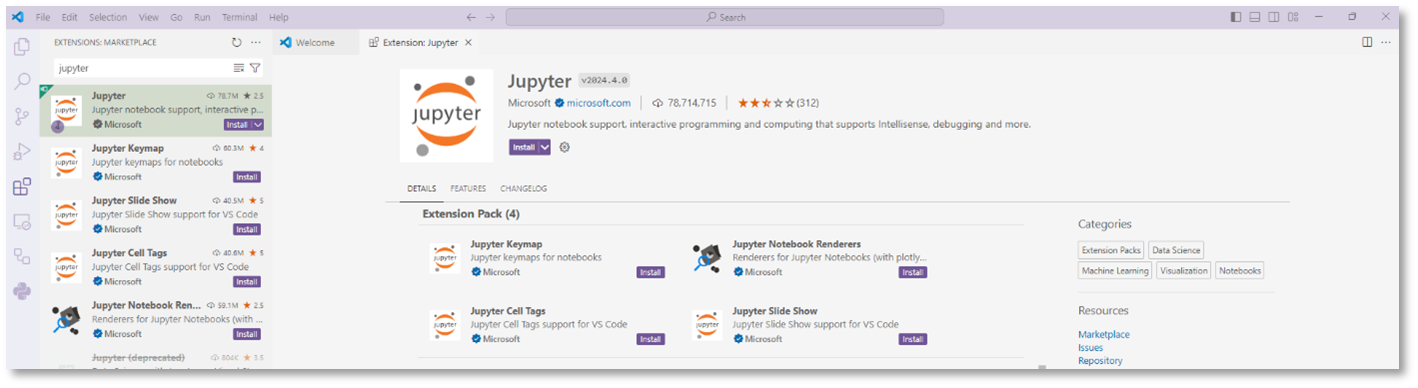 File Edit Selection View Go Run Terminal Help
Search
EXTENSIONS: MARKETPLACE
jupyter
Jupyter 78.7M 2.5
Jupyter notebook support, interactive p...
Microsoft Install
Jupyter Keymap 60.3M 4
Jupyter keymaps for notebooks
Microsoft Install
Jupyter Slide Show 40.5M 5
Jupyter Slide Show support for VS Code
Microsoft Install
Jupyter Cell Tags 40.6M 5
Jupyter Cell Tags support for VS Code
Microsoft Install
Jupyter Notebook Ren... 59.1M 2.5
Renderers for Jupyter Notebooks (with ...
Microsoft Install
Jupyter (deprecated) 804K 3.5
Welcome
Extension: Jupyter
jupyter
Jupyter v2024.4.0
Microsoft microsoft.com 78,714,715 (312)
Jupyter notebook support, interactive programming and computing that supports Intellisense, debugging and more.
Install
DETAILS FEATURES CHANGELOG
Extension Pack (4)
Jupyter Keymap
Jupyter keymaps for notebooks
Microsoft Install
Jupyter Notebook Renderers
Renderers for Jupyter Notebooks (with plotly...
Microsoft Install
Jupyter Cell Tags
Jupyter Cell Tags support for VS Code
Microsoft Install
Jupyter Slide Show
Jupyter Slide Show support for VS Code
Microsoft Install
Categories
Extension Packs Data Science
Machine Learning Visualization Notebooks
Resources
Marketplace
Issues
Repository